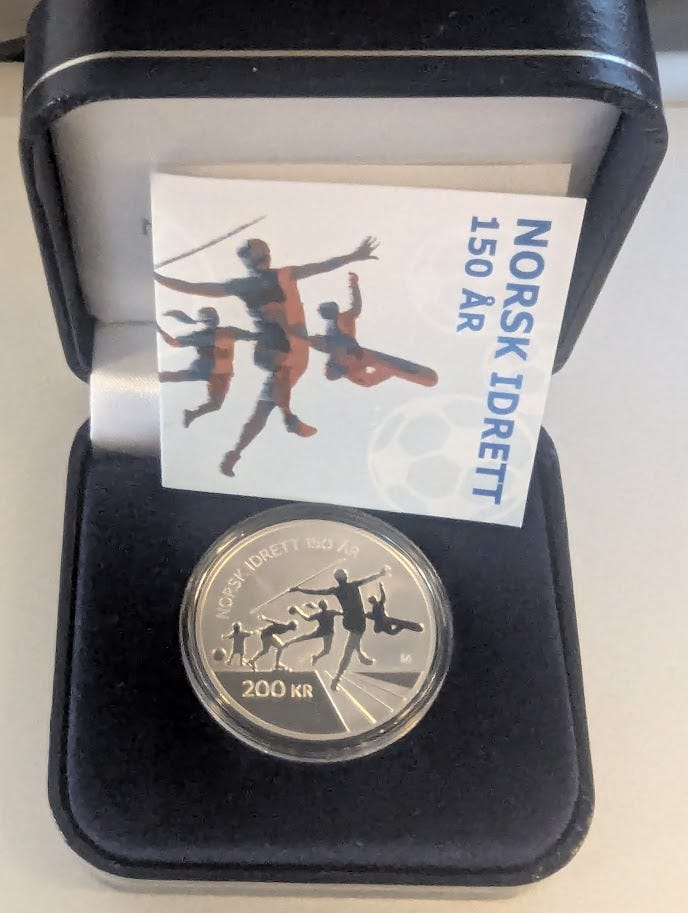 NORSK IDRETT
150 ÅR
NORSK IDRETT 150 ÅR
200 KR